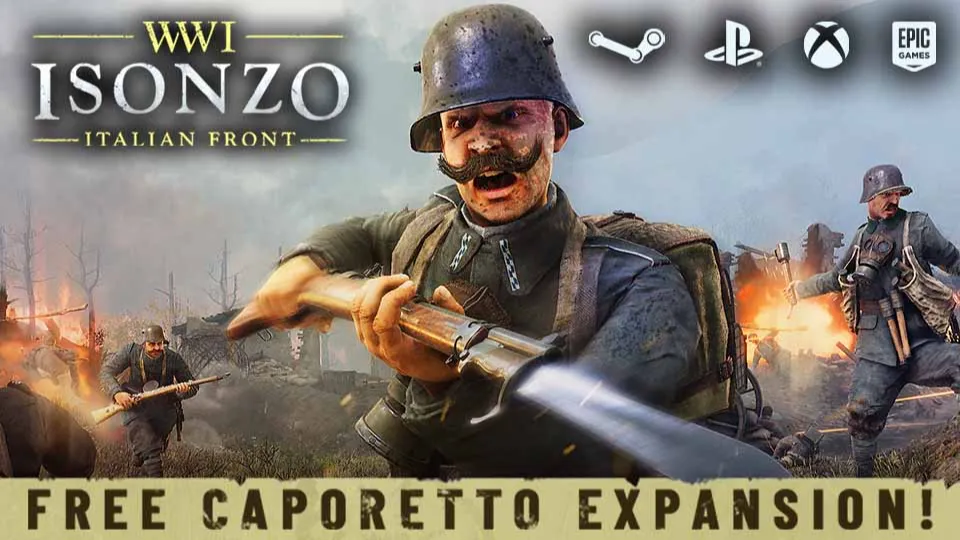 WWI
ISONZO
ITALIAN FRONT
EPIC
GAMES
FREE CAPORETTO EXPANSION!